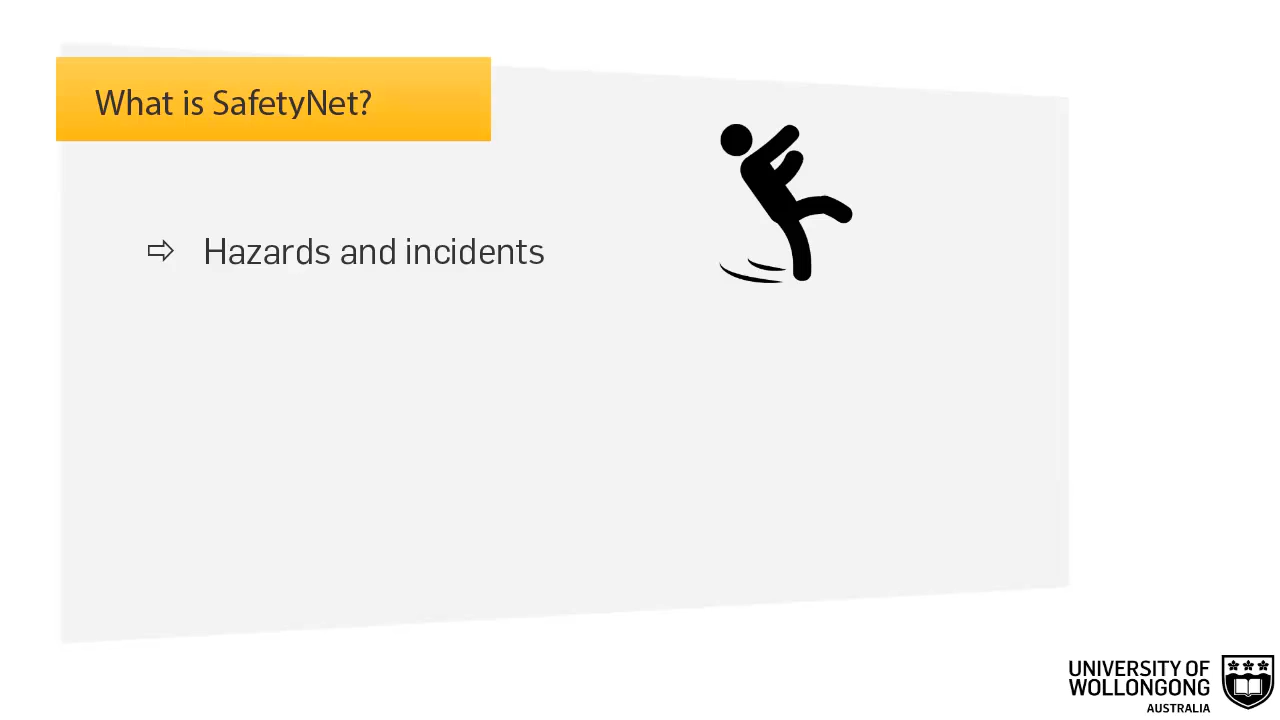 What is SafetyNet?
Hazards and incidents
UNIVERSITY OF
WOLLONGONG
AUSTRALIA